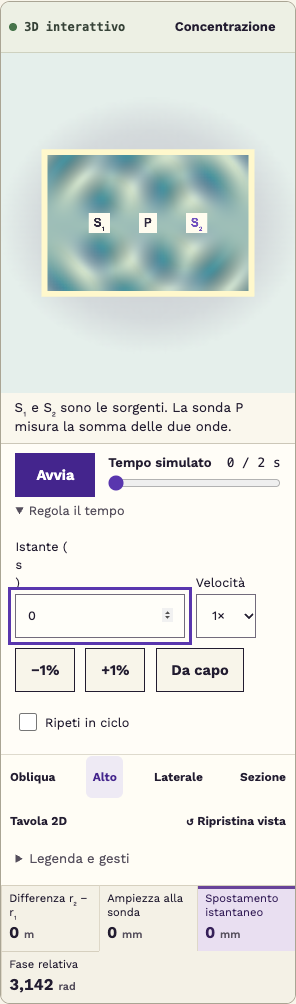 3D interattivo Concentrazione
S₁ P S₂
S₁ e S₂ sono le sorgenti. La sonda P
misura la somma delle due onde.
Avvia Tempo simulato 0 / 2 s
▼ Regola il tempo
Istante (
s
) Velocità
0 1×
−1% +1% Da capo
Ripeti in ciclo
Obliqua Alto Laterale Sezione
Tavola 2D ↺ Ripristina vista
▶ Legenda e gesti
Differenza r₂ −
r₁
0 m
Ampiezza alla
sonda
0 mm
Spostamento
istantaneo
0 mm
Fase relativa
3,142 rad